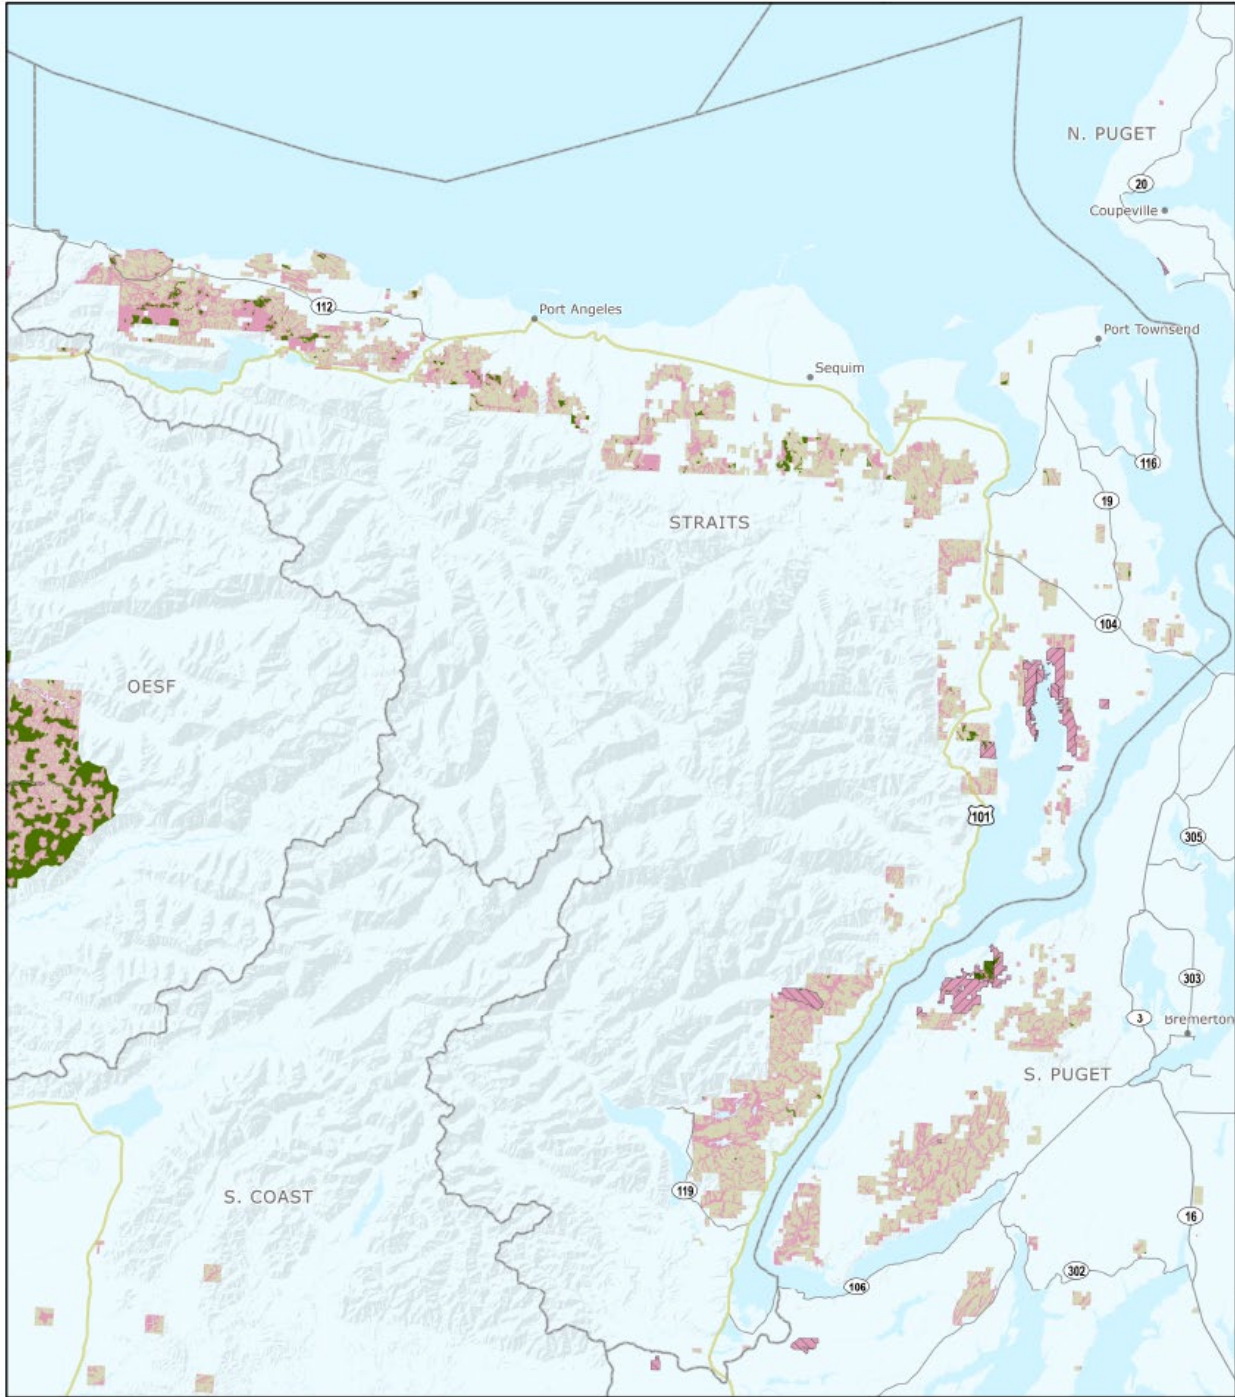 N. PUGET
20
Coupeville
112
Port Angeles
Port Townsend
Sequim
116
19
STRAITS
104
OESF
101
305
303
3
Bremerton
S. PUGET
119
S. COAST
16
302
106